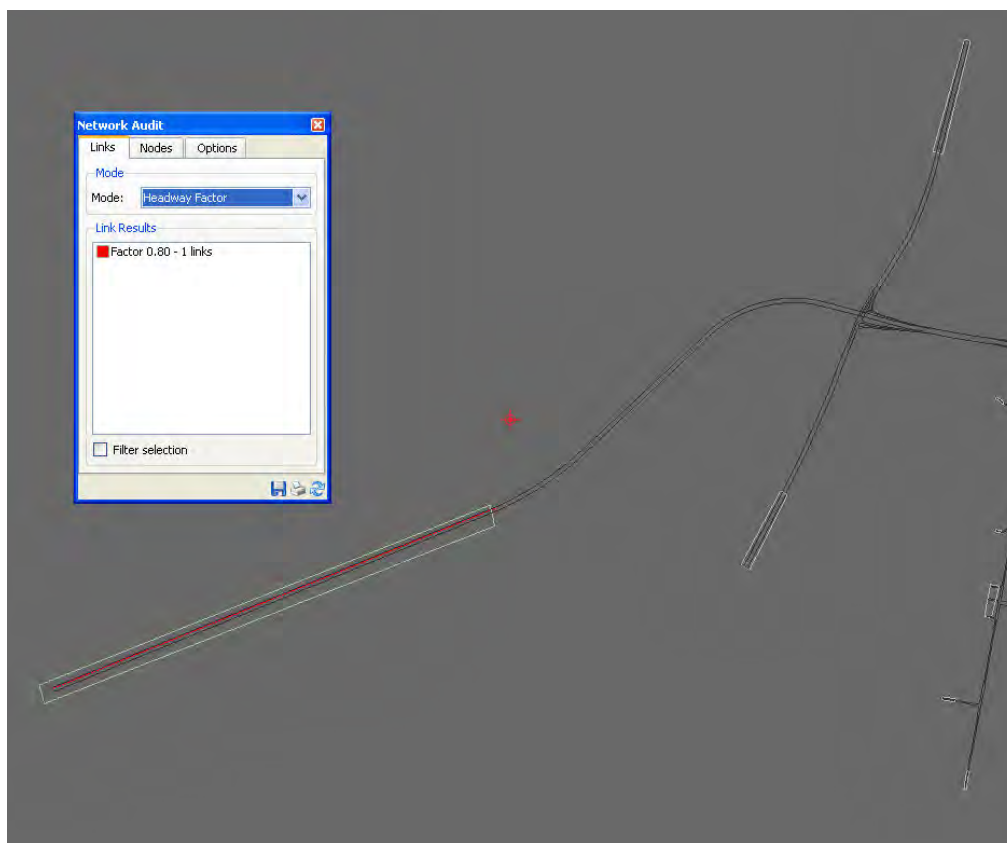 Network Audit
Links Nodes Options
Mode
Mode: Headway Factor
Link Results
Factor 0.80 - 1 links
Filter selection